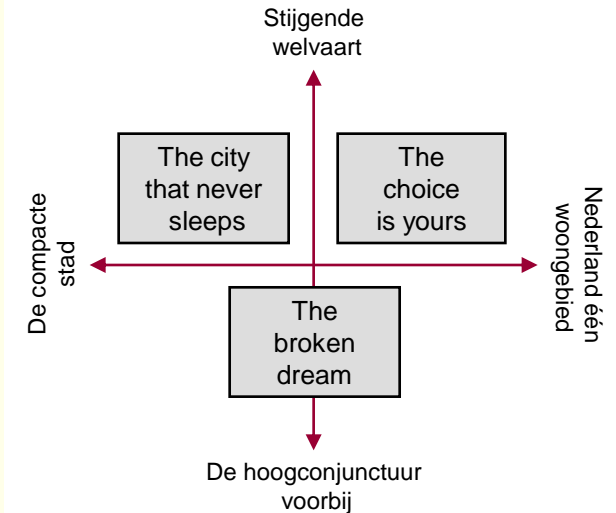 Stijgende
welvaart
The city
that never
sleeps
The
choice
is yours
De compacte
stad
Nederland één
woongebied
The
broken
dream
De hoogconjunctuur
voorbij